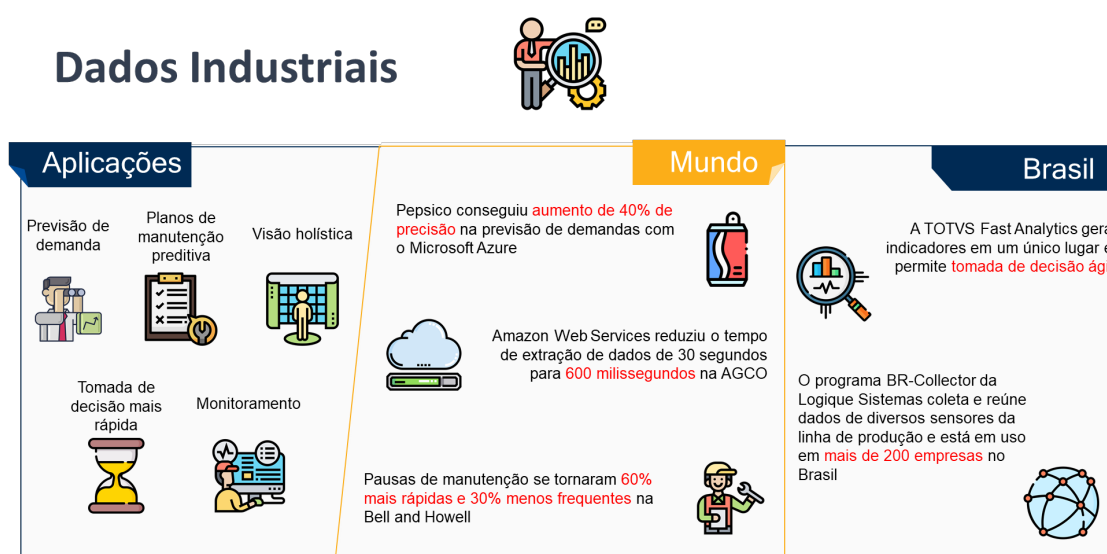 Dados Industriais
Aplicações
Previsão de
demanda
Planos de
manutenção
preditiva
Visão holística
Tomada de
decisão mais
rápida
Monitoramento
Mundo
Pepsico conseguiu aumento de 40% de
precisão na previsão de demandas com
o Microsoft Azure
Amazon Web Services reduziu o tempo
de extração de dados de 30 segundos
para 600 milissegundos na AGCO
Pausas de manutenção se tornaram 60%
mais rápidas e 30% menos frequentes na
Bell and Howell
Brasil
A TOTVS Fast Analytics
indicadores em um único lugar
permite tomada de decisão
O programa BR-Collector da
Logique Sistemas coleta e reúne
dados de diversos sensores da
linha de produção e está em uso
em mais de 200 empresas no
Brasil